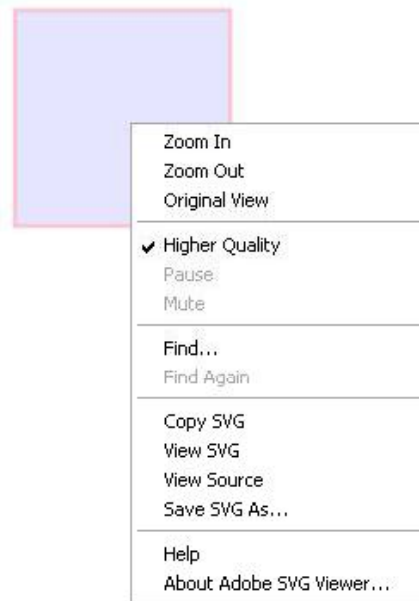 Zoom In
Zoom Out
Original View
Higher Quality
Pause
Mute
Find...
Find Again
Copy SVG
View SVG
View Source
Save SVG As...
Help
About Adobe SVG Viewer...